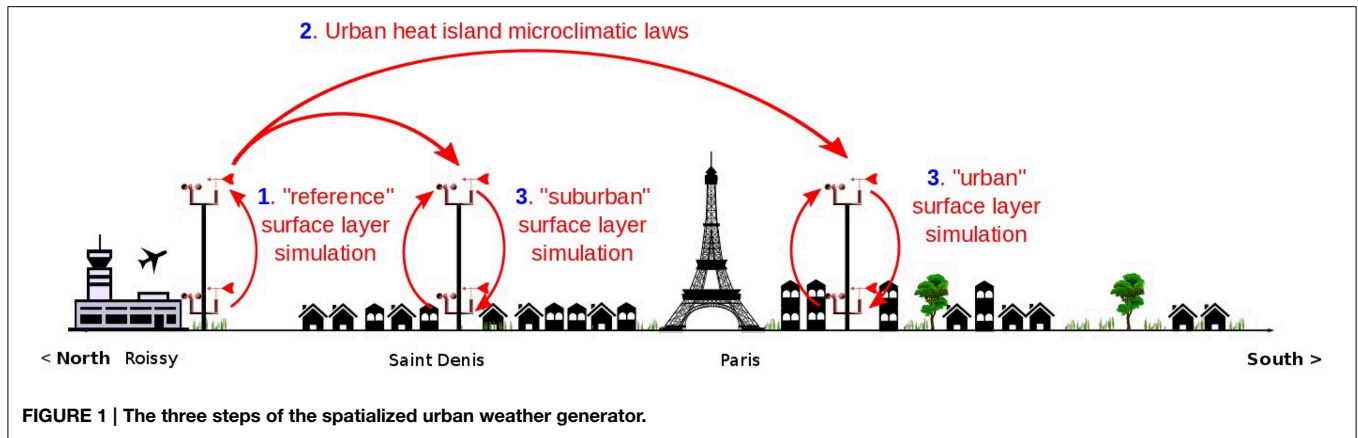 2. Urban heat island microclimatic laws
1. "reference"
surface layer
simulation
3. "suburban"
surface layer
simulation
3. "urban"
surface layer
simulation
< North Roissy
Saint Denis
Paris
South >
FIGURE 1 | The three steps of the spatialized urban weather generator.